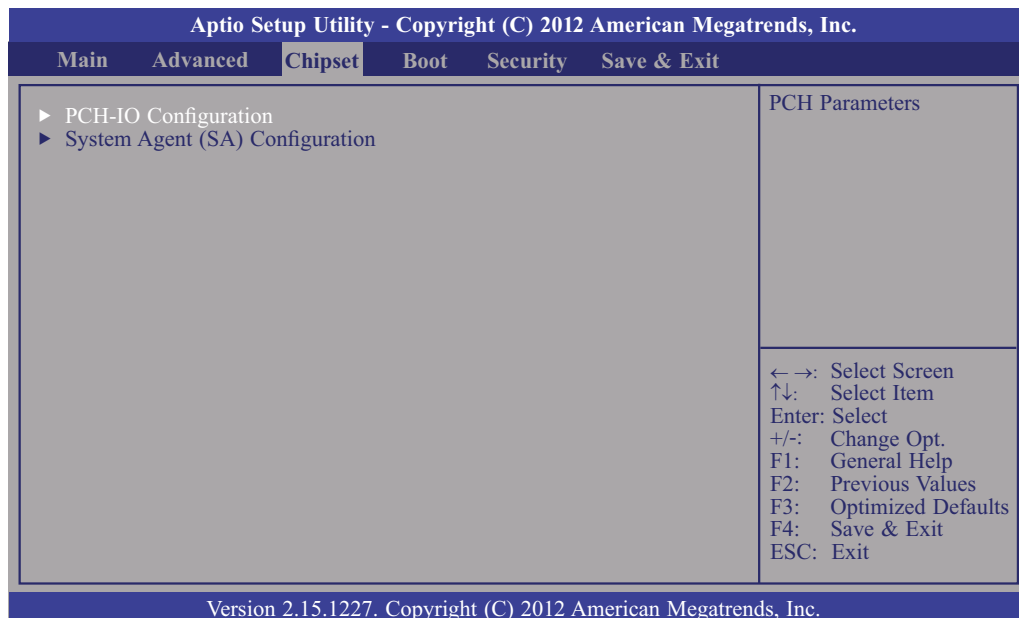 Aptio Setup Utility - Copyright (C) 2012 American Megatrends, Inc.
Main Advanced Chipset Boot Security Save & Exit
► PCH-IO Configuration
► System Agent (SA) Configuration
PCH Parameters
← →: Select Screen
↑↓: Select Item
Enter: Select
+/-: Change Opt.
F1: General Help
F2: Previous Values
F3: Optimized Defaults
F4: Save & Exit
ESC: Exit
Version 2.15.1227. Copyright (C) 2012 American Megatrends, Inc.